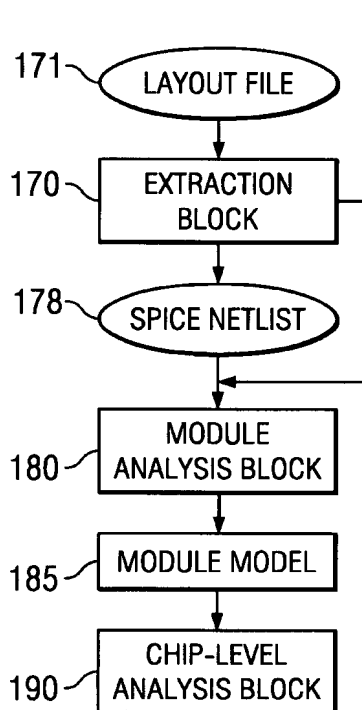 171
LAYOUT FILE
170
EXTRACTION
BLOCK
178
SPICE NETLIST
MODULE
180
ANALYSIS BLOCK
185
MODULE MODEL
CHIP-LEVEL
190
ANALYSIS BLOCK